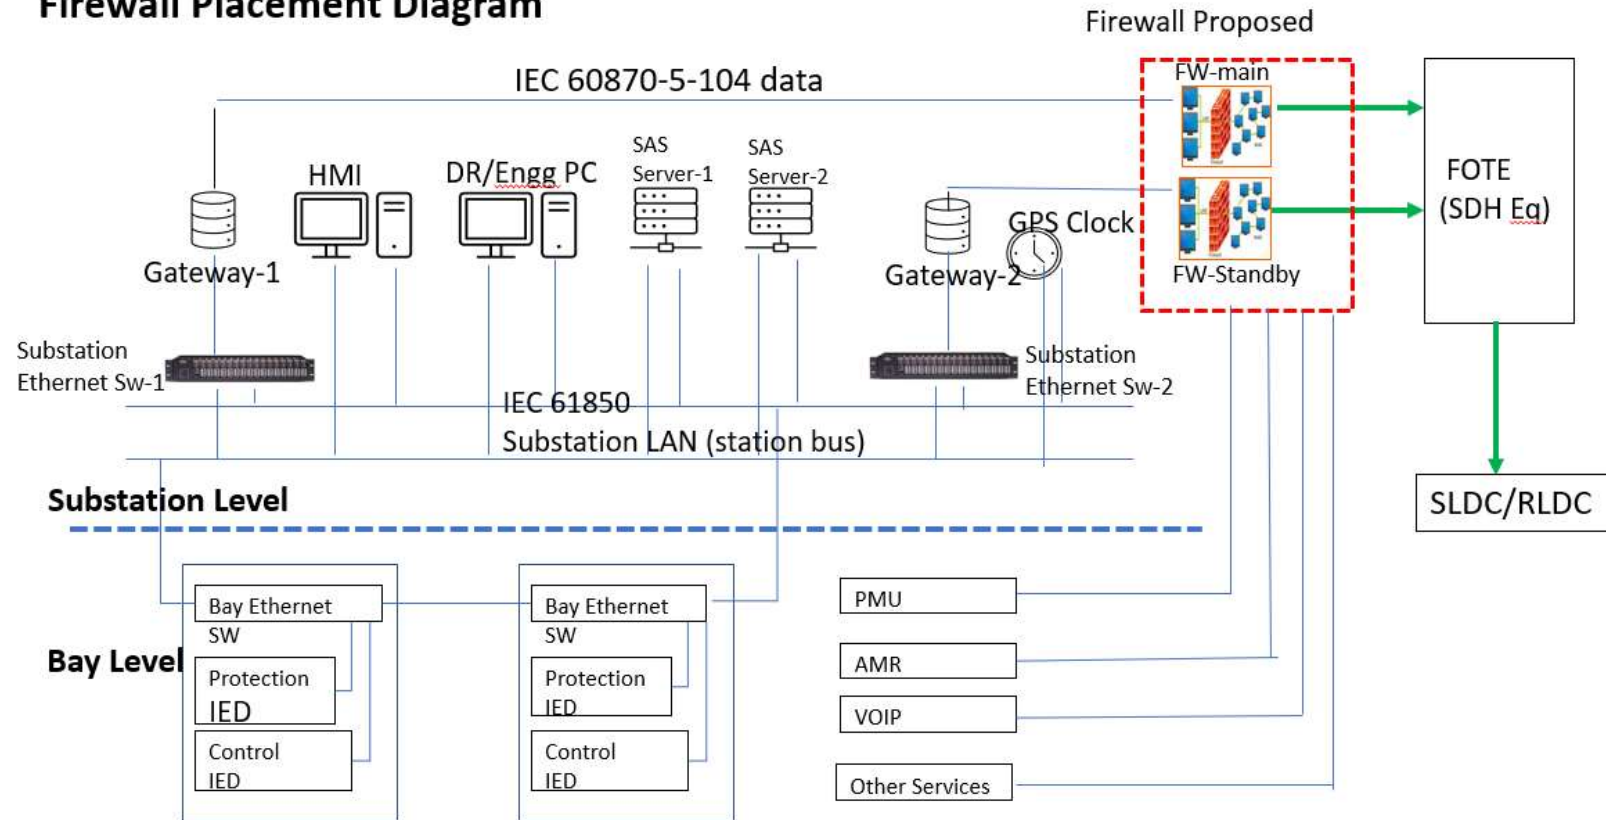 Firewall Placement Diagram
Firewall Proposed
IEC 60870-5-104 data
FW-main
SAS
Server-1
SAS
Server-2
HMI
DR/Engg PC
FOTE
(SDH Eq)
GPS Clock
Gateway-1
Gateway-2
FW-Standby
Substation
Ethernet Sw-1
Substation
Ethernet Sw-2
IEC 61850
Substation LAN (station bus)
Substation Level
SLDC/RLDC
Bay Ethernet
SW
Bay Ethernet
SW
PMU
Bay Level
Protection
IED
Protection
IED
AMR
VOIP
Control
IED
Control
IED
Other Services